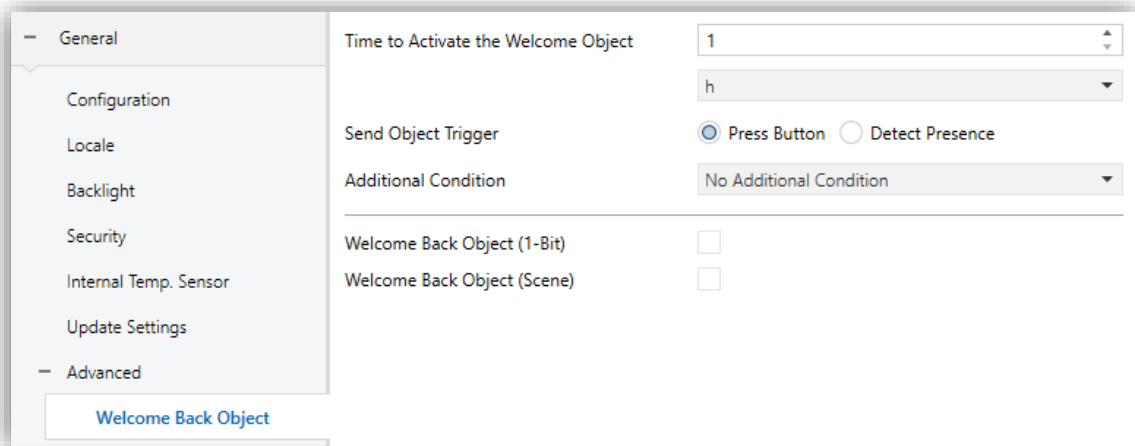 General
Configuration
Locale
Backlight
Security
Internal Temp. Sensor
Update Settings
Advanced
Welcome Back Object
Time to Activate the Welcome Object
1
h
Send Object Trigger
Press Button
Detect Presence
Additional Condition
No Additional Condition
Welcome Back Object (1-Bit)
Welcome Back Object (Scene)